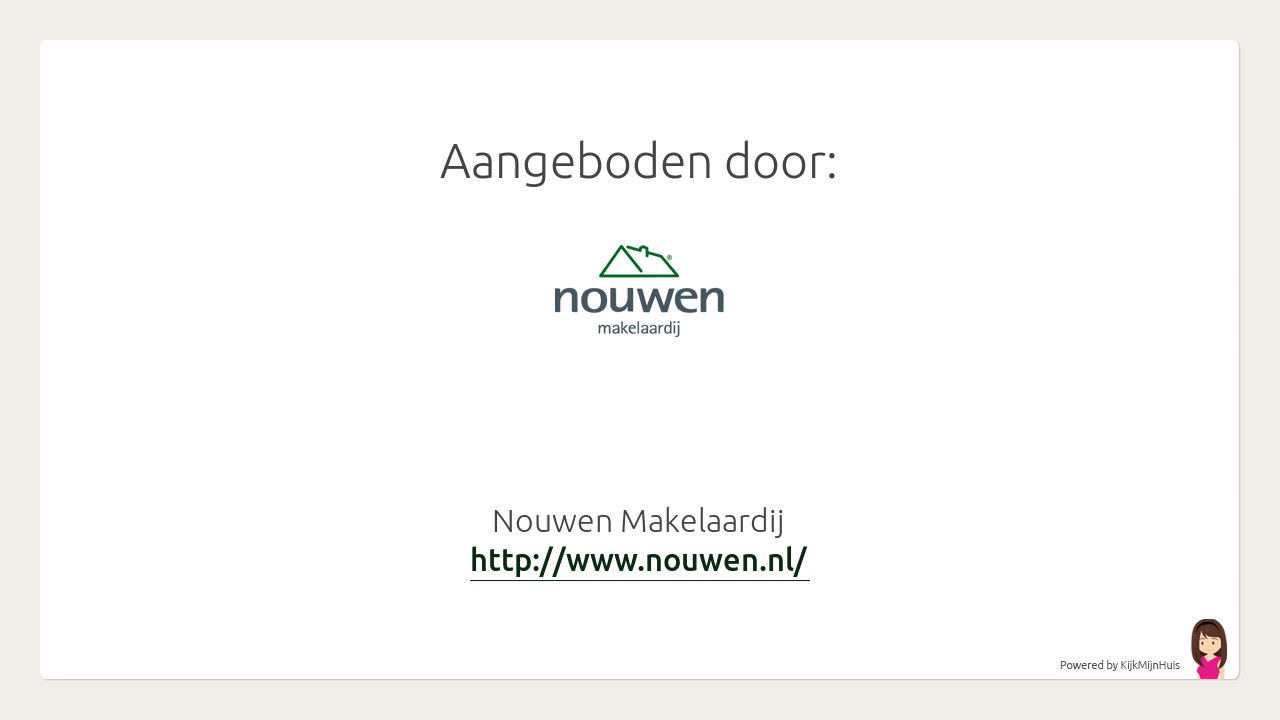 Aangeboden door:
®
nouwen
makelaardij
Nouwen Makelaardij
http://www.nouwen.nl/
Powered by KijkMijnHuis